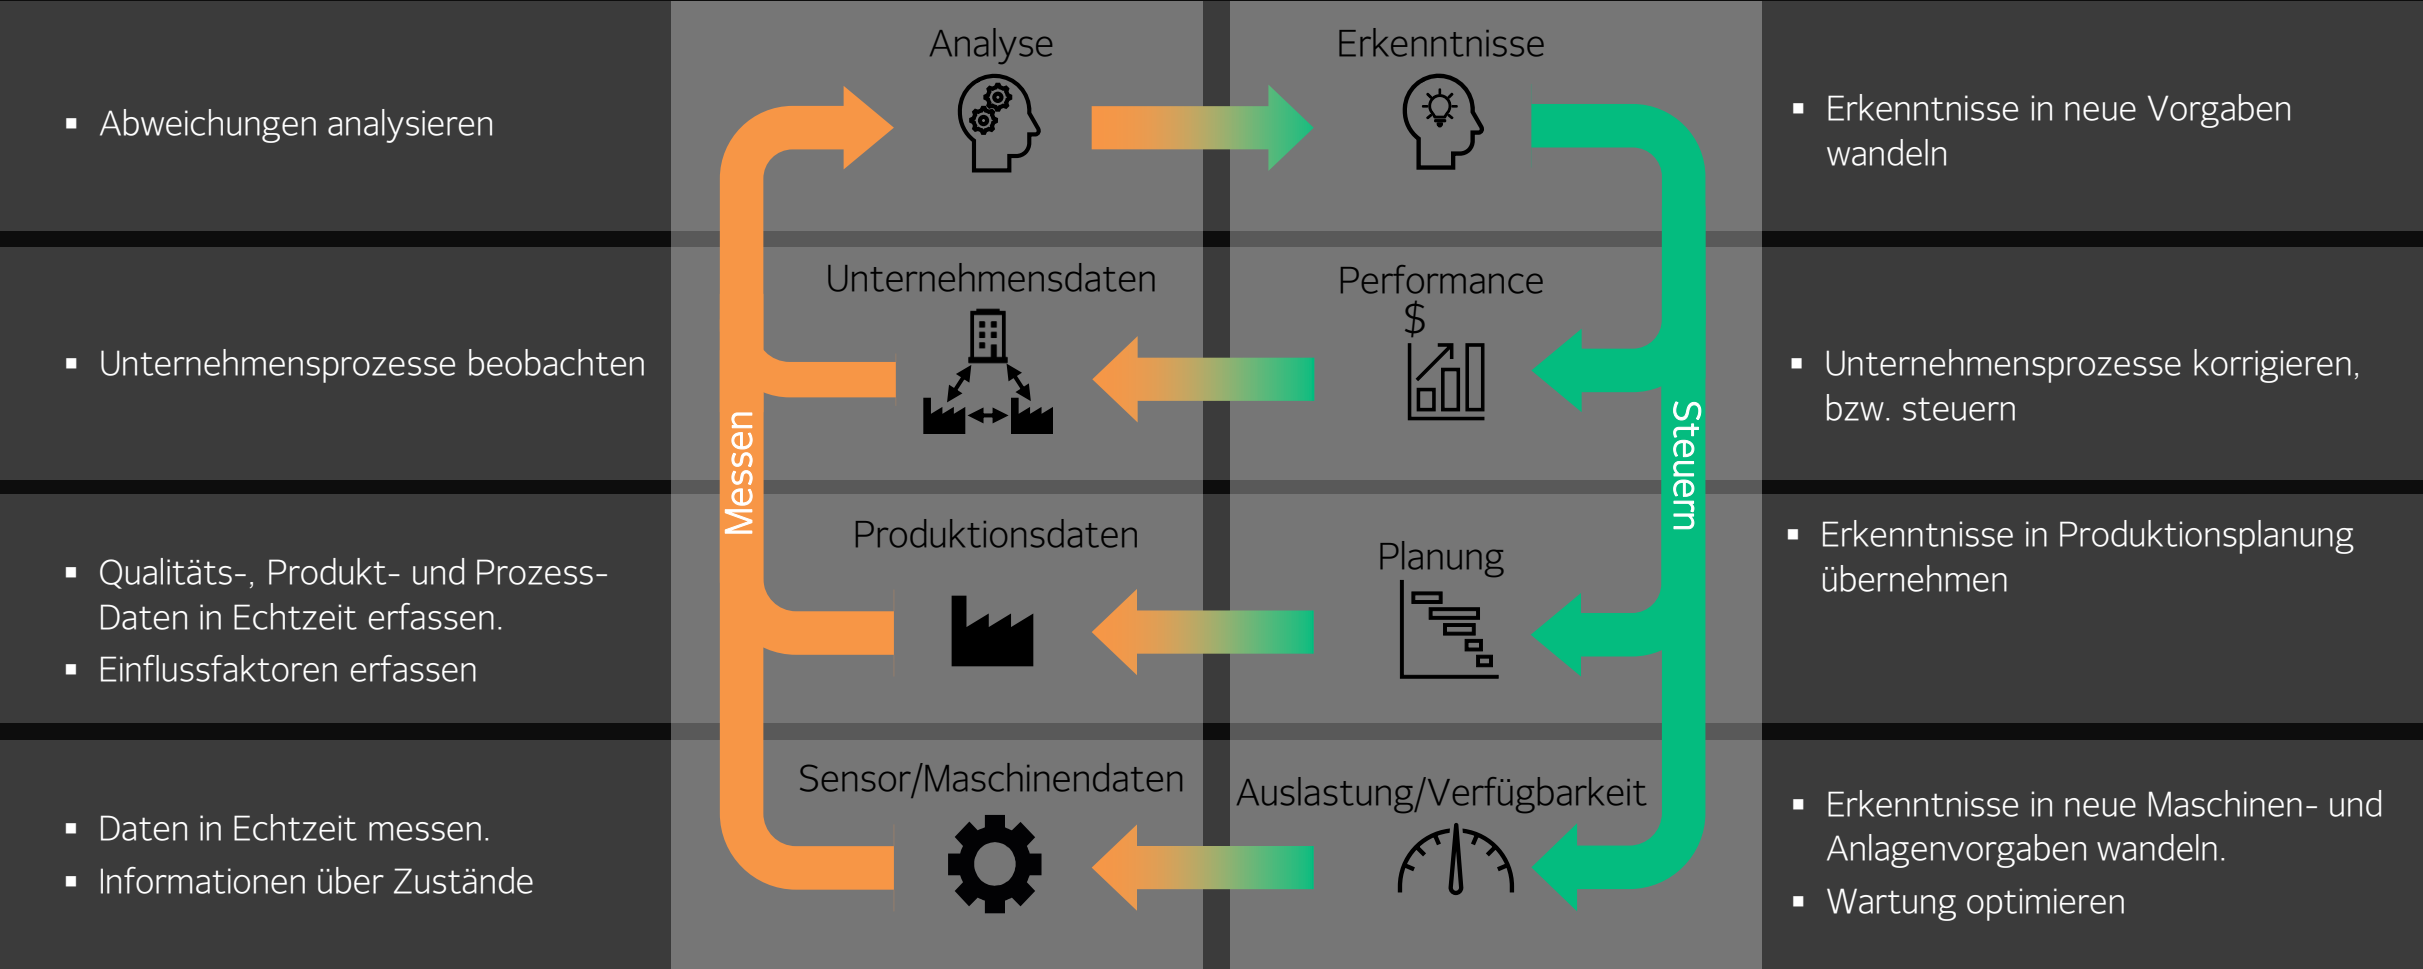 Analyse
Erkenntnisse
▪ Abweichungen analysieren
▪ Erkenntnisse in neue Vorgaben
wandeln
Unternehmensdaten
Performance
$
▪ Unternehmensprozesse beobachten
▪ Unternehmensprozesse korrigieren,
bzw. steuern
Messen
Steuern
Produktionsdaten
Planung
▪ Qualitäts-, Produkt- und Prozess-
Daten in Echtzeit erfassen.
▪ Einflussfaktoren erfassen
▪ Erkenntnisse in Produktionsplanung
übernehmen
Sensor/Maschinendaten
Auslastung/Verfügbarkeit
▪ Daten in Echtzeit messen.
▪ Informationen über Zustände
▪ Erkenntnisse in neue Maschinen- und
Anlagenvorgaben wandeln.
▪ Wartung optimieren